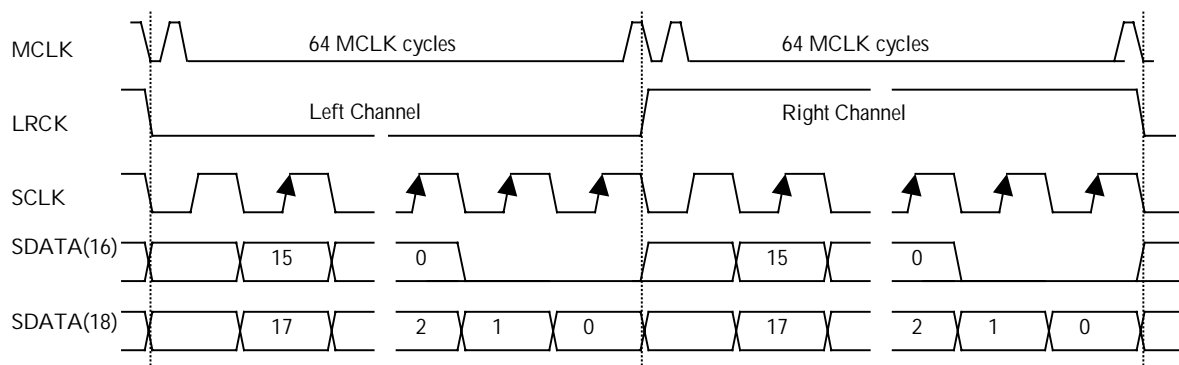 MCLK 64 MCLK cycles 64 MCLK cycles
LRCK Left Channel Right Channel
SCLK
SDATA(16) 15 0 15 0
SDATA(18) 17 2 1 0 17 2 1 0